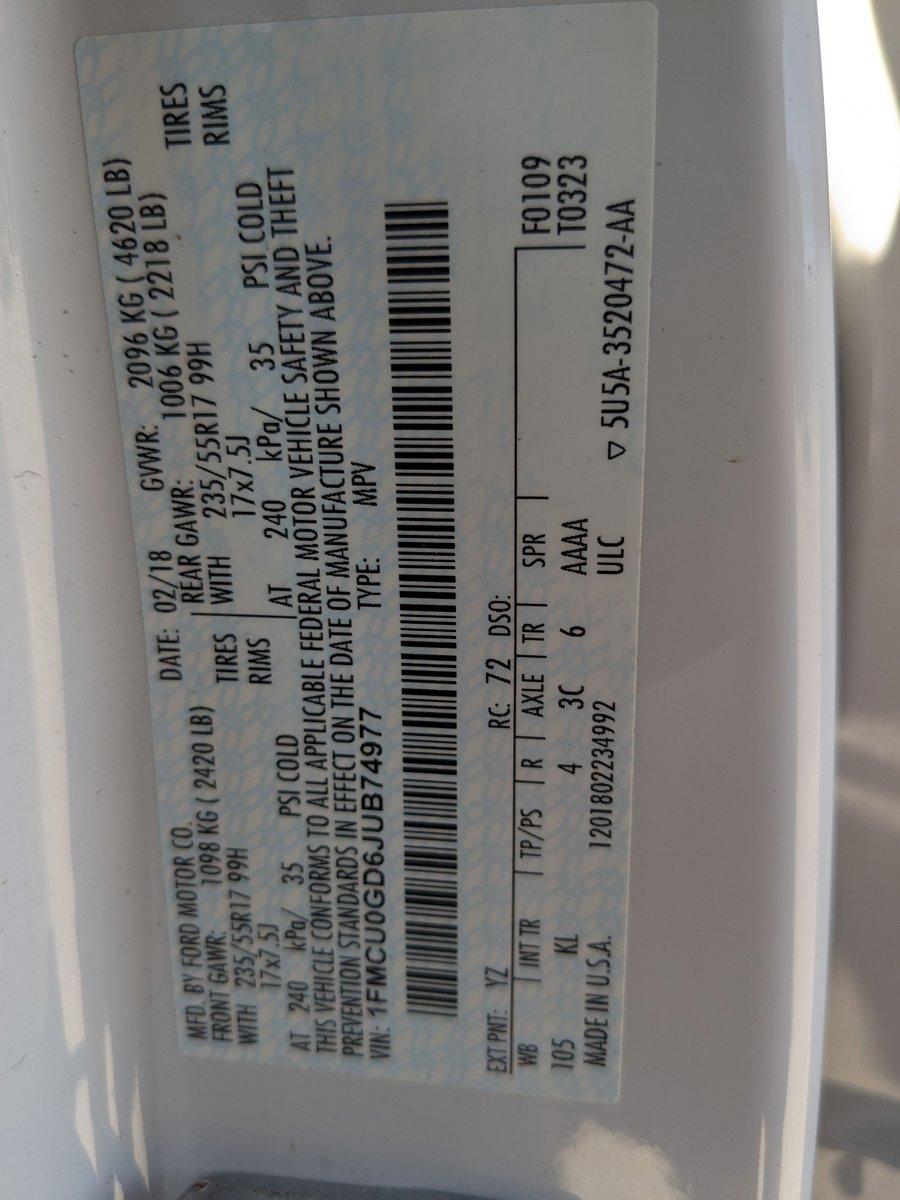 MFD. BY FORD MOTOR CO. DATE: 02/18 GVWR: 2096 KG ( 4620 LB)
FRONT GAWR: 1098 KG ( 2420 LB) REAR GAWR: 1006 KG ( 2218 LB)
WITH 235/55R17 99H TIRES WITH 235/55R17 99H TIRES
17x7.5J RIMS 17x7.5J RIMS
AT 240 kPa/ 35 PSI COLD AT 240 kPa/ 35 PSI COLD
THIS VEHICLE CONFORMS TO ALL APPLICABLE FEDERAL MOTOR VEHICLE SAFETY AND THEFT
PREVENTION STANDARDS IN EFFECT ON THE DATE OF MANUFACTURE SHOWN ABOVE.
VIN: 1FMCU0GD6JUB74977 TYPE: MPV
EXT PNT: YZ RC: 72 DSO:
WB | INT TR | TP/PS | R | AXLE | TR | SPR | F0109
105 KL 4 3C 6 AAAA T0323
MADE IN U.S.A. 1201802234992 ULC
▽ 5U5A-3520472-AA